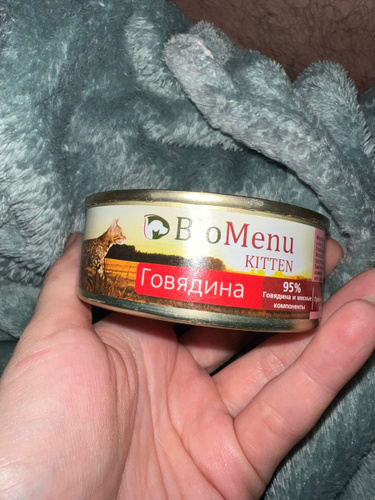 BioMenu
KITTEN
Говядина
95%
Говядина и мясные
компоненты